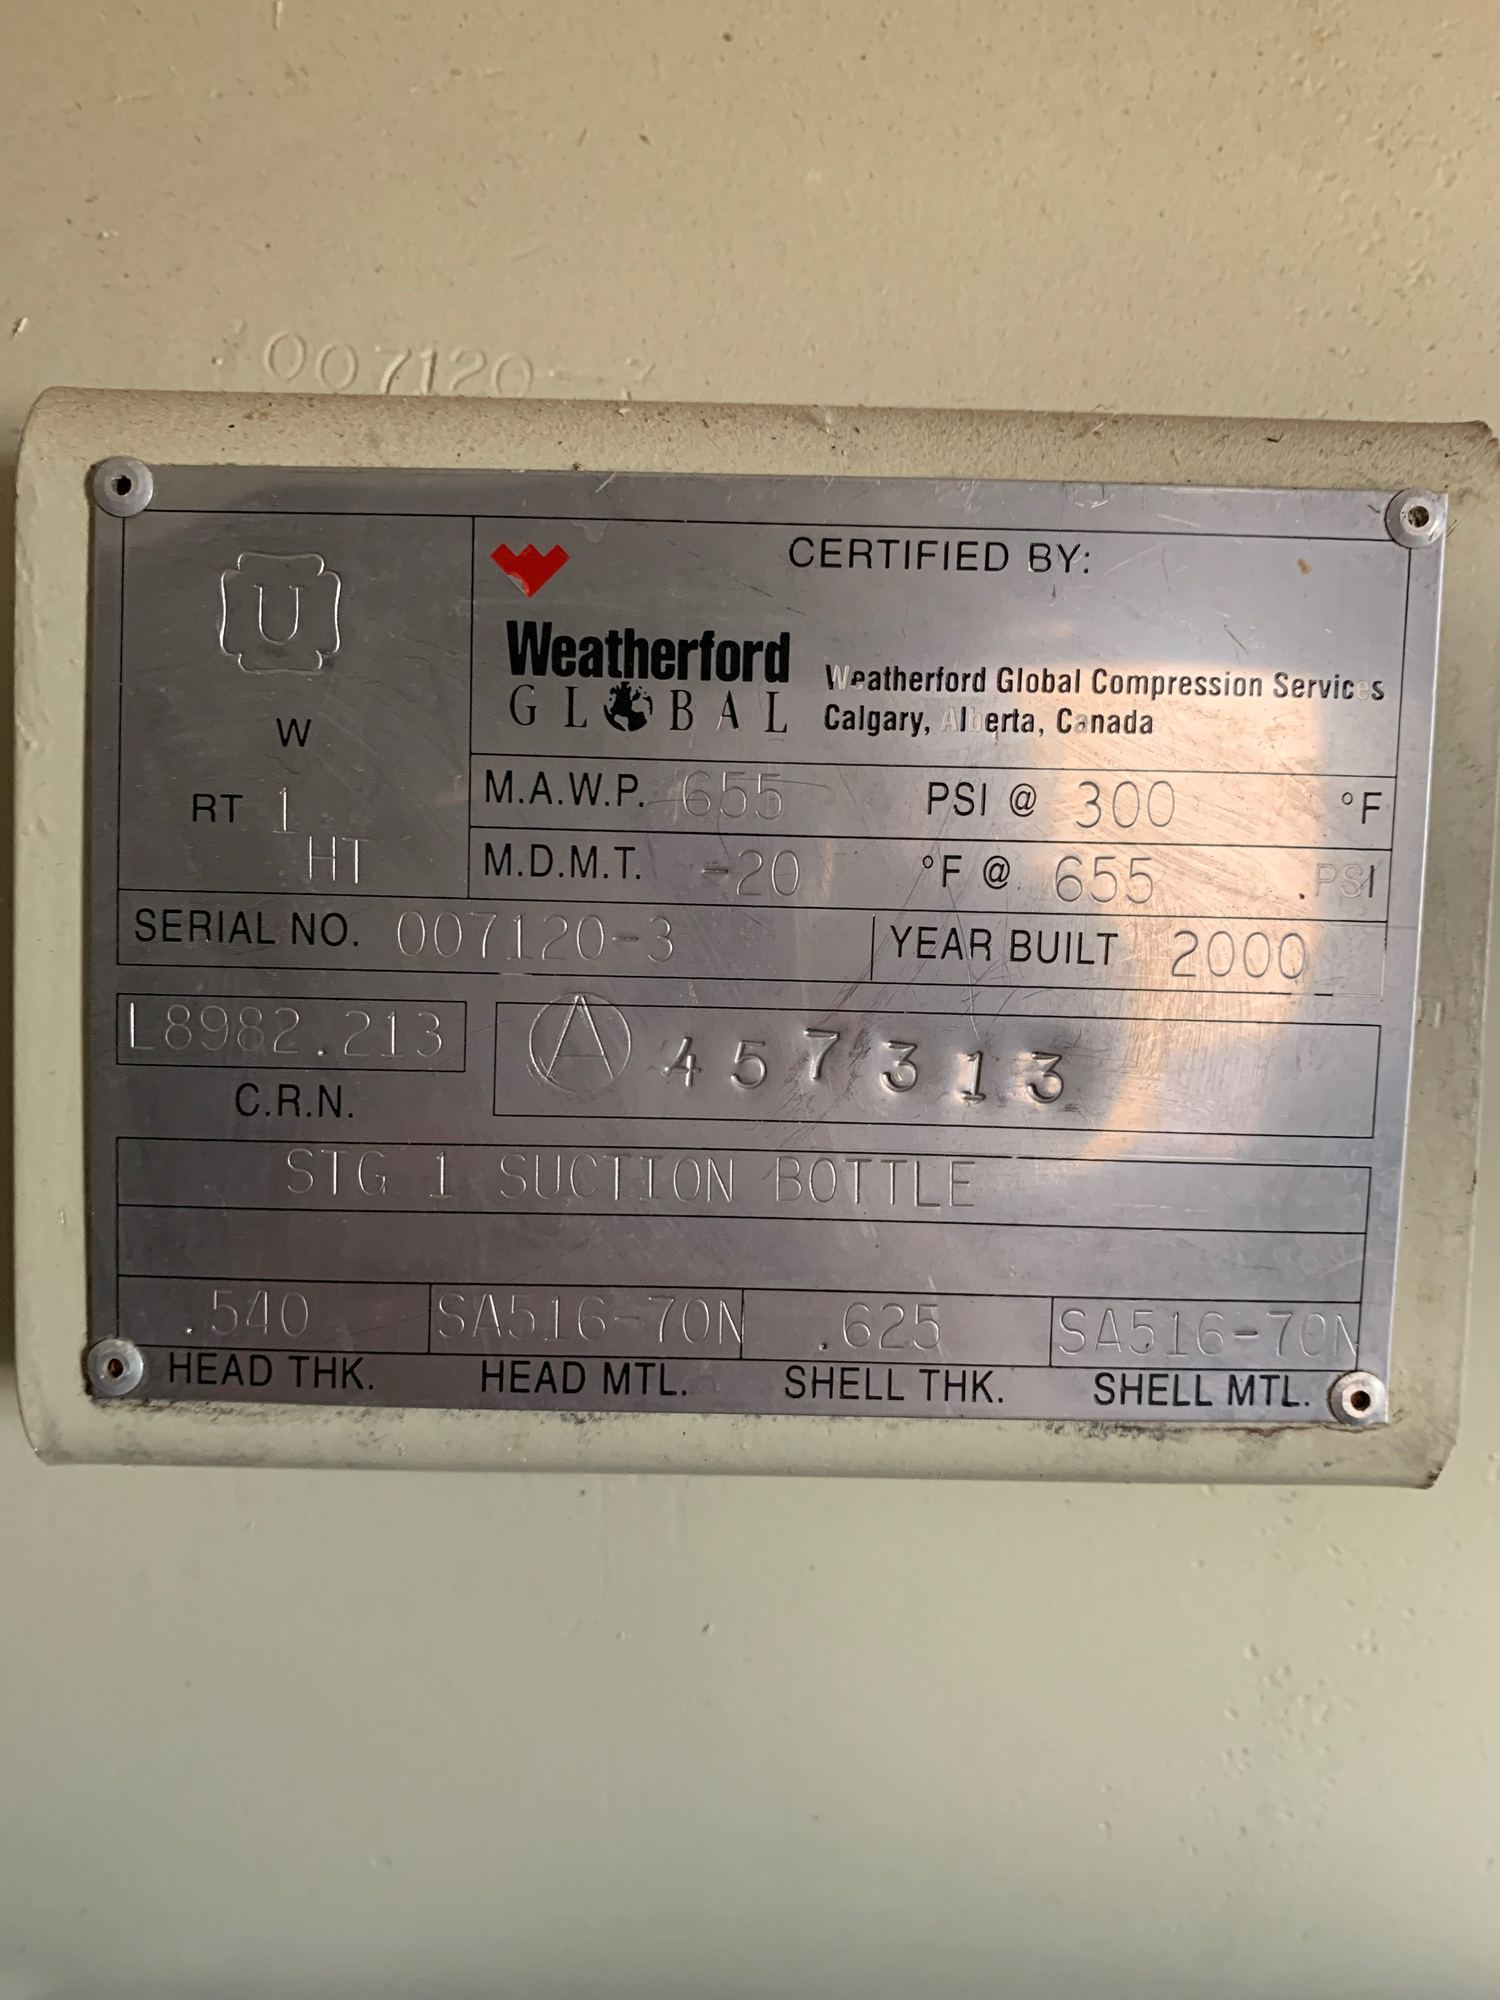 007120-3
U
W
RT 1
HT
CERTIFIED BY:
Weatherford
GLOBAL
Weatherford Global Compression Services
Calgary, Alberta, Canada
M.A.W.P. 655 PSI @ 300 °F
M.D.M.T. -20 °F @ 655 PSI
SERIAL NO. 007120-3 YEAR BUILT 2000
L8982.213
C.R.N.
A 457313
STG 1 SUCTION BOTTLE
.540 SA516-70N .625 SA516-70N
HEAD THK. HEAD MTL. SHELL THK. SHELL MTL.